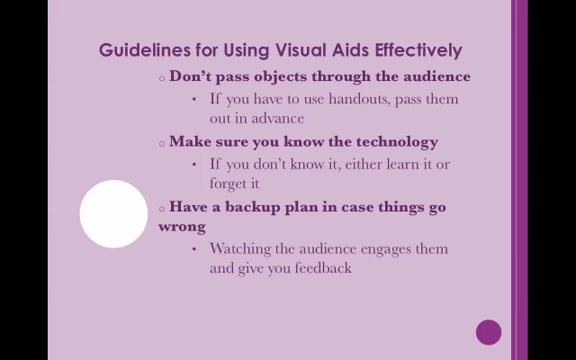 Guidelines for Using Visual Aids Effectively
Don't pass objects through the audience
If you have to use handouts, pass them
out in advance
Make sure you know the technology
If you don't know it, either learn it or
forget it
Have a backup plan in case things go
wrong
Watching the audience engages them
and give you feedback